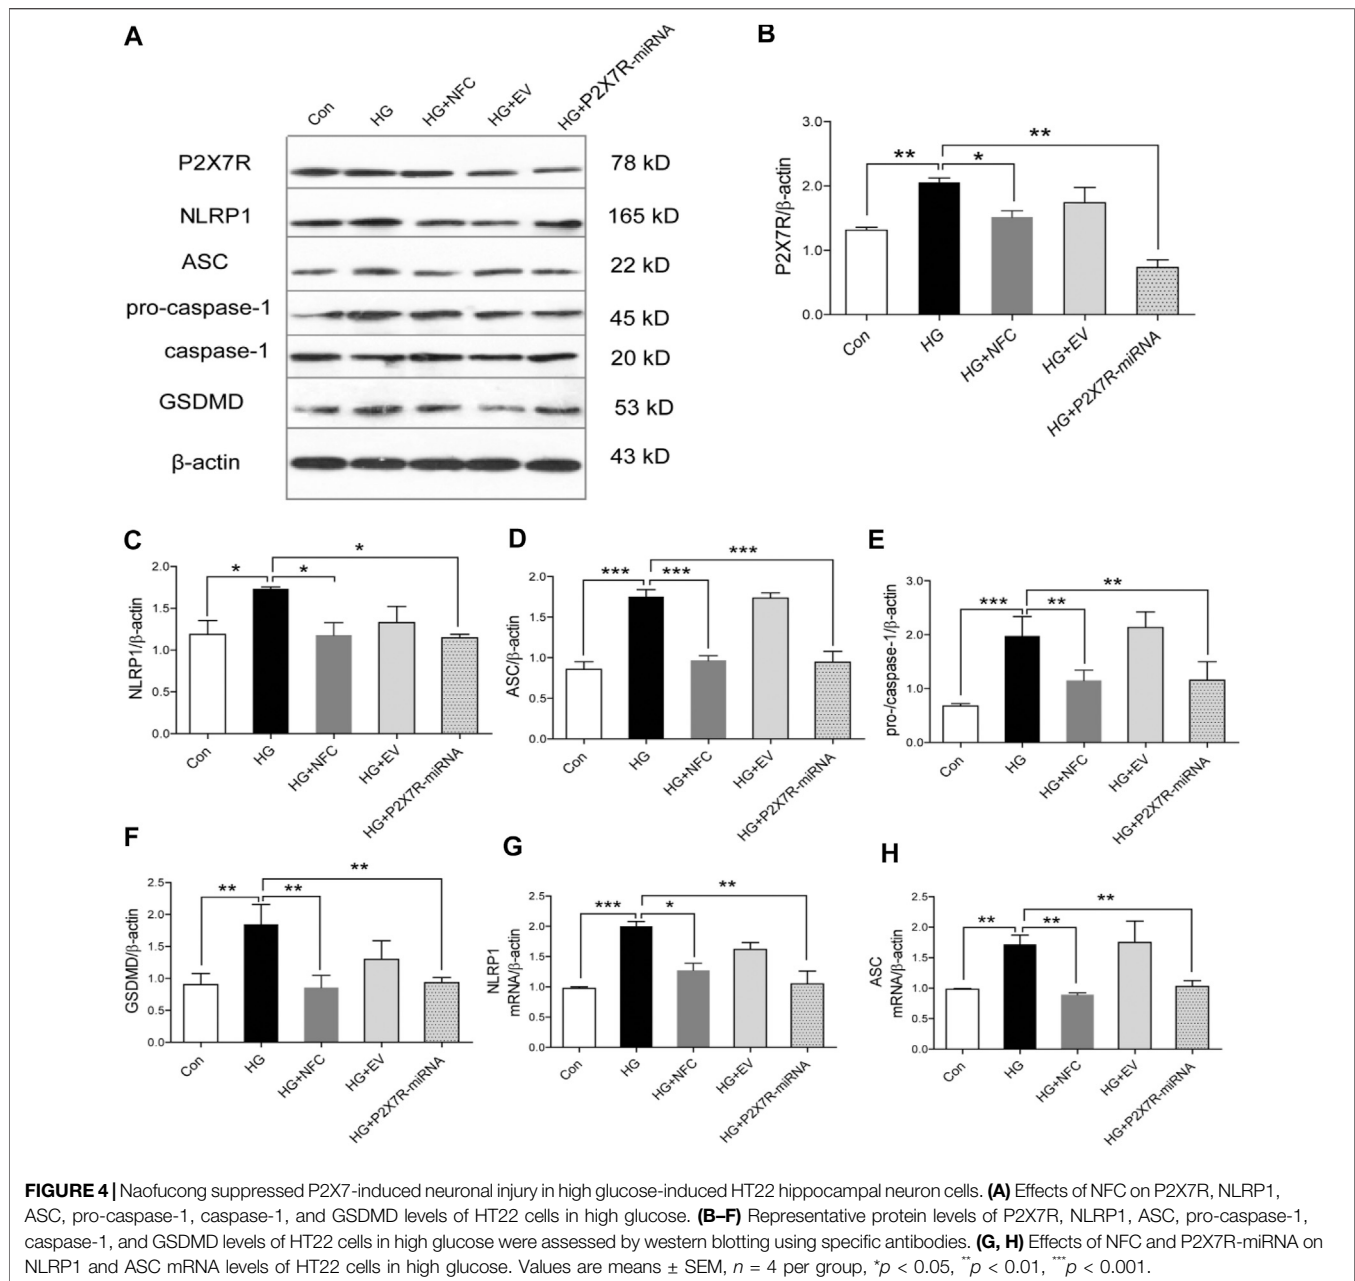 A
Con HG HG+NFC HG+EV HG+P2X7R-miRNA
P2X7R 78 kD
NLRP1 165 kD
ASC 22 kD
pro-caspase-1 45 kD
caspase-1 20 kD
GSDMD 53 kD
β-actin 43 kD
B
P2X7R/β-actin
3.0
2.0
1.0
0.0
** * **
Con HG HG+NFC HG+EV HG+P2X7R-miRNA
C
NLRP1/β-actin
2.0
1.5
1.0
0.5
0.0
* * *
Con HG HG+NFC HG+EV HG+P2X7R-miRNA
D
ASC/β-actin
2.0
1.5
1.0
0.5
0.0
*** *** ***
Con HG HG+NFC HG+EV HG+P2X7R-miRNA
E
pro-/caspase-1/β-actin
3.0
2.0
1.0
0.0
*** ** **
Con HG HG+NFC HG+EV HG+P2X7R-miRNA
F
GSDMD/β-actin
2.5
2.0
1.5
1.0
0.5
0.0
** ** **
Con HG HG+NFC HG+EV HG+P2X7R-miRNA
G
NLRP1
mRNA/β-actin
2.5
2.0
1.5
1.0
0.5
0.0
*** * **
Con HG HG+NFC HG+EV HG+P2X7R-miRNA
H
ASC
mRNA/β-actin
2.5
2.0
1.5
1.0
0.5
0.0
** ** **
Con HG HG+NFC HG+EV HG+P2X7R-miRNA
FIGURE 4 | Naofucong suppressed P2X7-induced neuronal injury in high glucose-induced HT22 hippocampal neuron cells. (A) Effects of NFC on P2X7R, NLRP1,
ASC, pro-caspase-1, caspase-1, and GSDMD levels of HT22 cells in high glucose. (B–F) Representative protein levels of P2X7R, NLRP1, ASC, pro-caspase-1,
caspase-1, and GSDMD levels of HT22 cells in high glucose were assessed by western blotting using specific antibodies. (G, H) Effects of NFC and P2X7R-miRNA on
NLRP1 and ASC mRNA levels of HT22 cells in high glucose. Values are means ± SEM, n = 4 per group, *p < 0.05, **p < 0.01, ***p < 0.001.